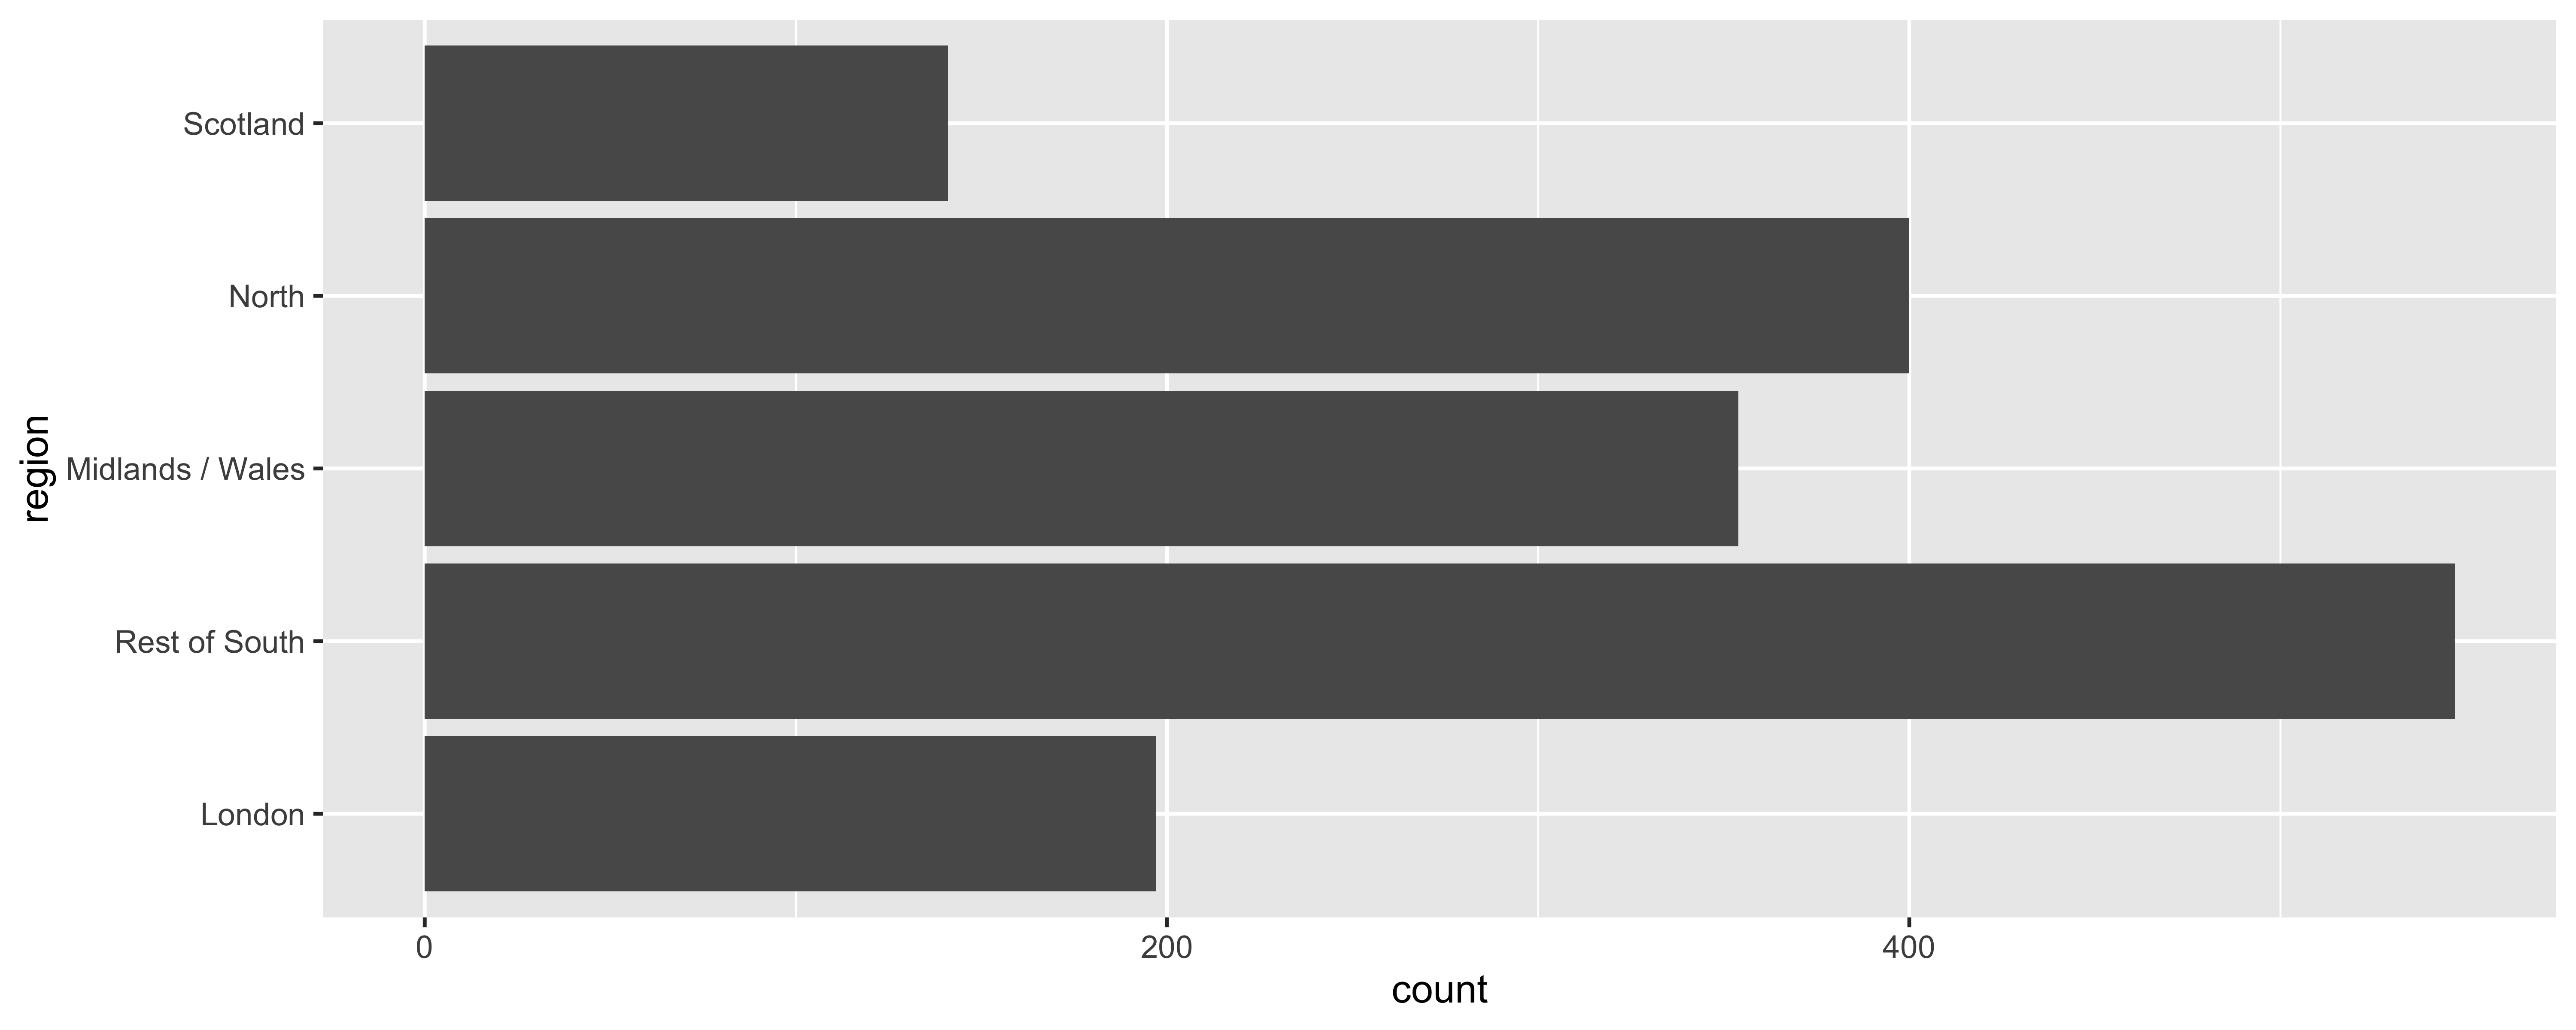 Scotland
North
Midlands / Wales
Rest of South
London
region
0 200 400
count